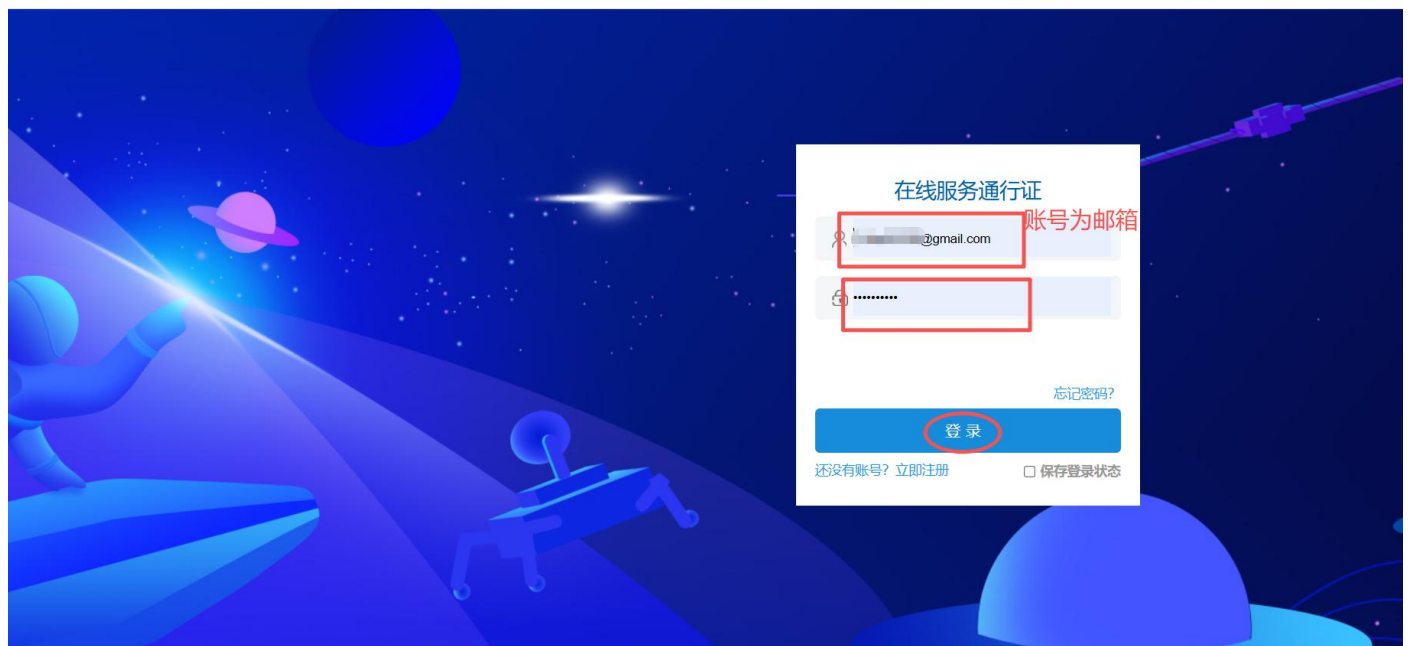 在线服务通行证
账号为邮箱
@gmail.com
忘记密码?
登 录
还没有账号? 立即注册
保存登录状态